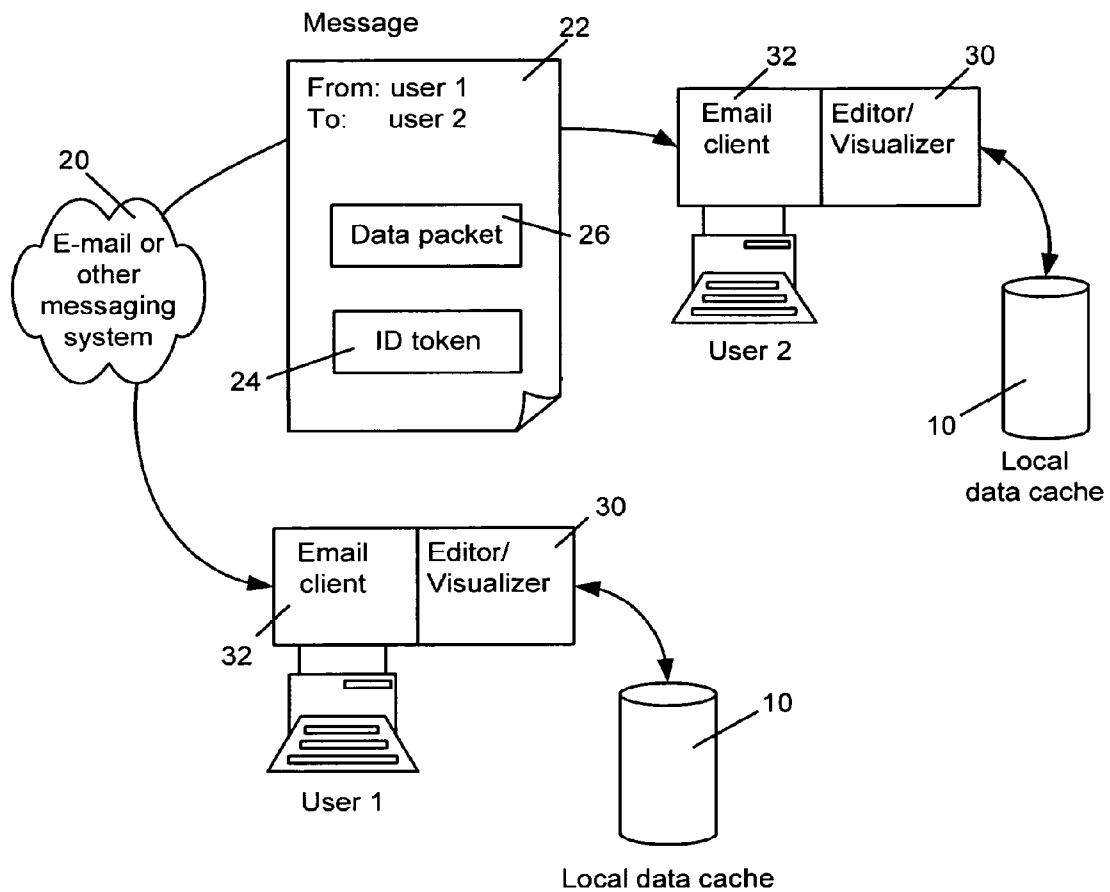 Message
22
From: user 1
To: user 2
Data packet
26
ID token
24
20
E-mail or
other
messaging
system
32
30
Email
client
Editor/
Visualizer
User 2
10
Local
data cache
30
Email
client
Editor/
Visualizer
32
User 1
10
Local data cache